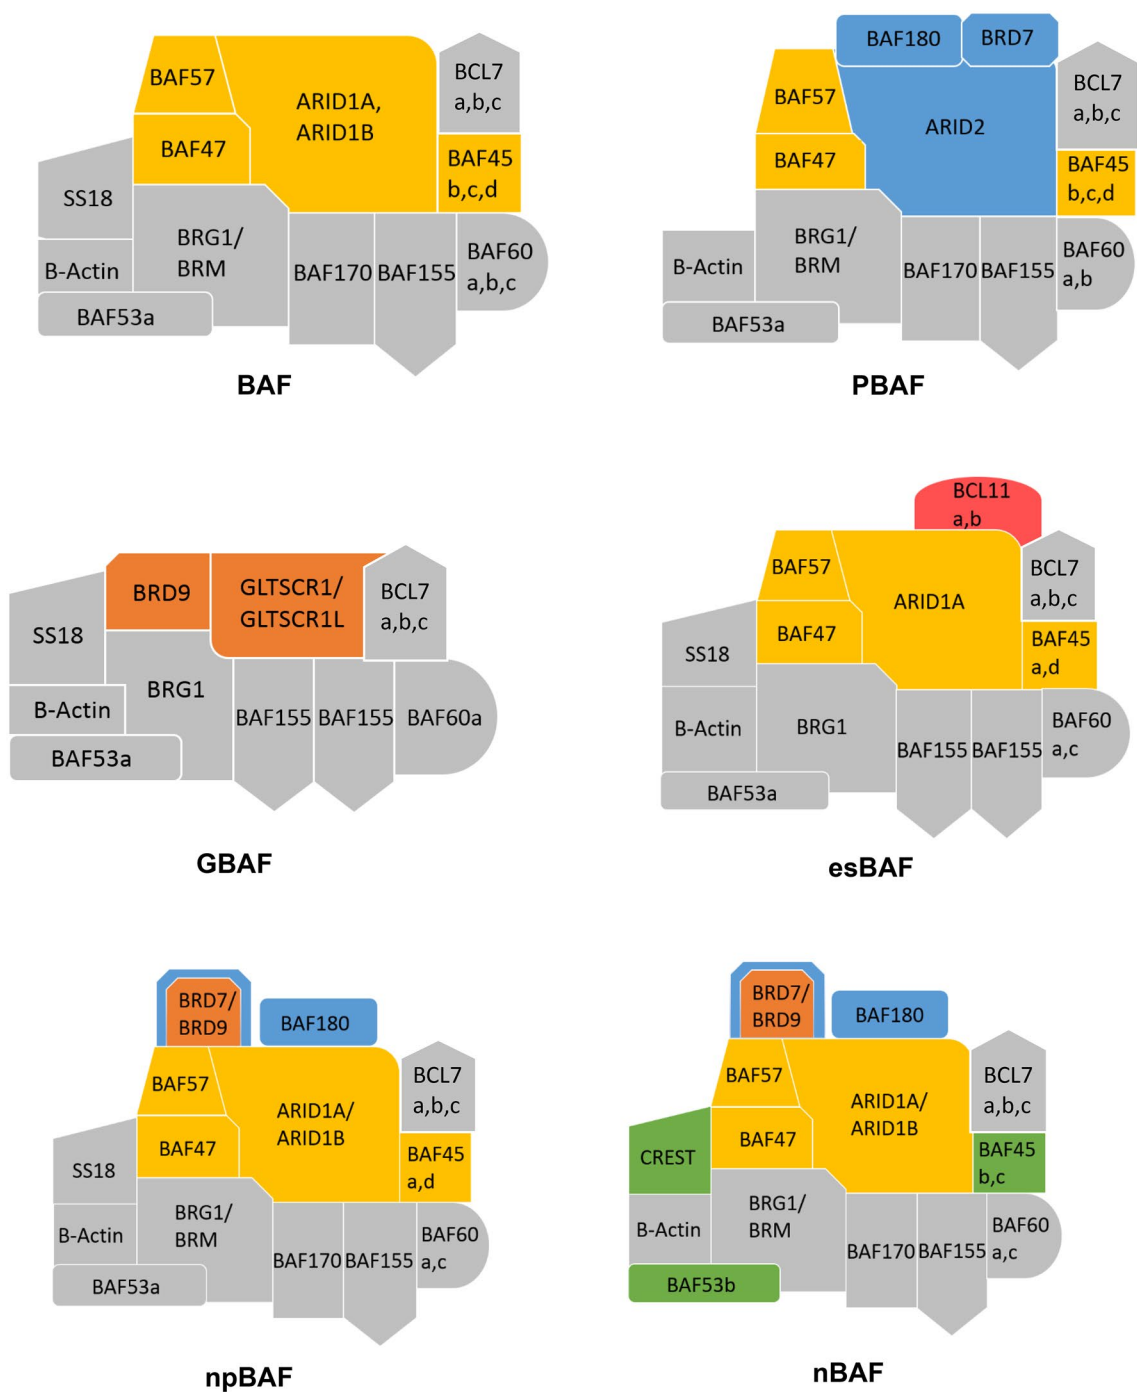 BAF57
ARID1A,
ARID1B
BCL7
a,b,c
BAF47
BAF45
b,c,d
SS18
BRG1/
BRM
B-Actin
BAF170
BAF155
BAF60
a,b,c
BAF53a
BAF
BAF180
BRD7
BAF57
ARID2
BCL7
a,b,c
BAF47
BAF45
b,c,d
BRG1/
BRM
B-Actin
BAF170
BAF155
BAF60
a,b
BAF53a
PBAF
BRD9
GLTSCR1/
GLTSCR1L
BCL7
a,b,c
SS18
BRG1
B-Actin
BAF155
BAF155
BAF60a
BAF53a
GBAF
BCL11
a,b
BAF57
ARID1A
BCL7
a,b,c
BAF47
BAF45
a,d
SS18
B-Actin
BRG1
BAF155
BAF155
BAF60
a,c
BAF53a
esBAF
BRD7/
BRD9
BAF180
BAF57
ARID1A/
ARID1B
BCL7
a,b,c
BAF47
BAF45
a,d
SS18
BRG1/
BRM
B-Actin
BAF170
BAF155
BAF60
a,c
BAF53a
npBAF
BRD7/
BRD9
BAF180
BAF57
ARID1A/
ARID1B
BCL7
a,b,c
CREST
BAF47
BAF45
b,c
BRG1/
BRM
B-Actin
BAF170
BAF155
BAF60
a,c
BAF53b
nBAF